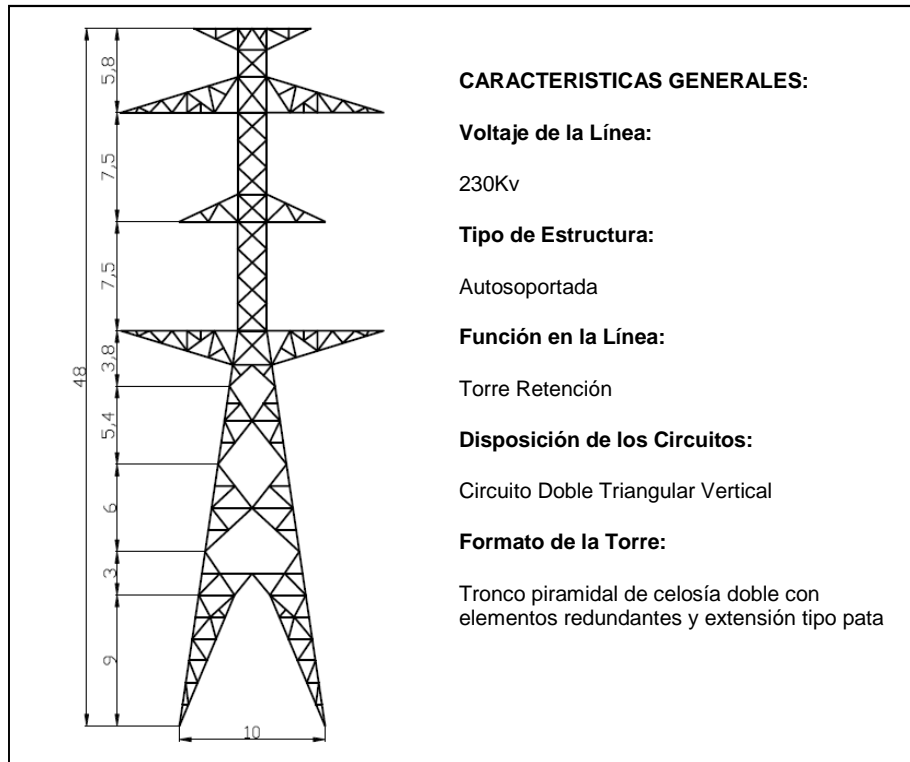 48
5,8
7,5
7,5
3,8
5,4
6
3
9
10
CARACTERISTICAS GENERALES:
Voltaje de la Línea:
230Kv
Tipo de Estructura:
Autosoportada
Función en la Línea:
Torre Retención
Disposición de los Circuitos:
Circuito Doble Triangular Vertical
Formato de la Torre:
Tronco piramidal de celosía doble con
elementos redundantes y extensión tipo pata